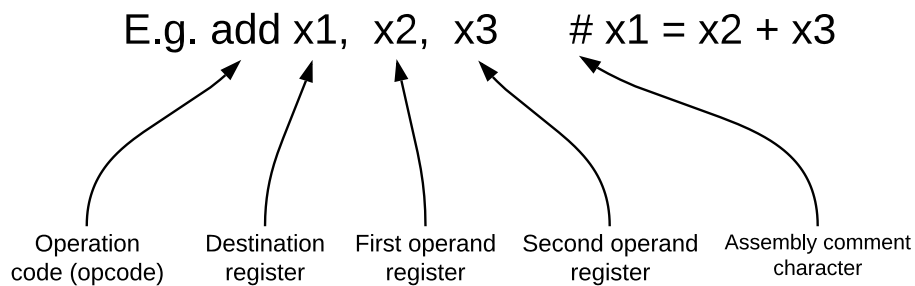 E.g. add x1, x2, x3 # x1 = x2 + x3
Operation
code (opcode)
Destination
register
First operand
register
Second operand
register
Assembly comment
character